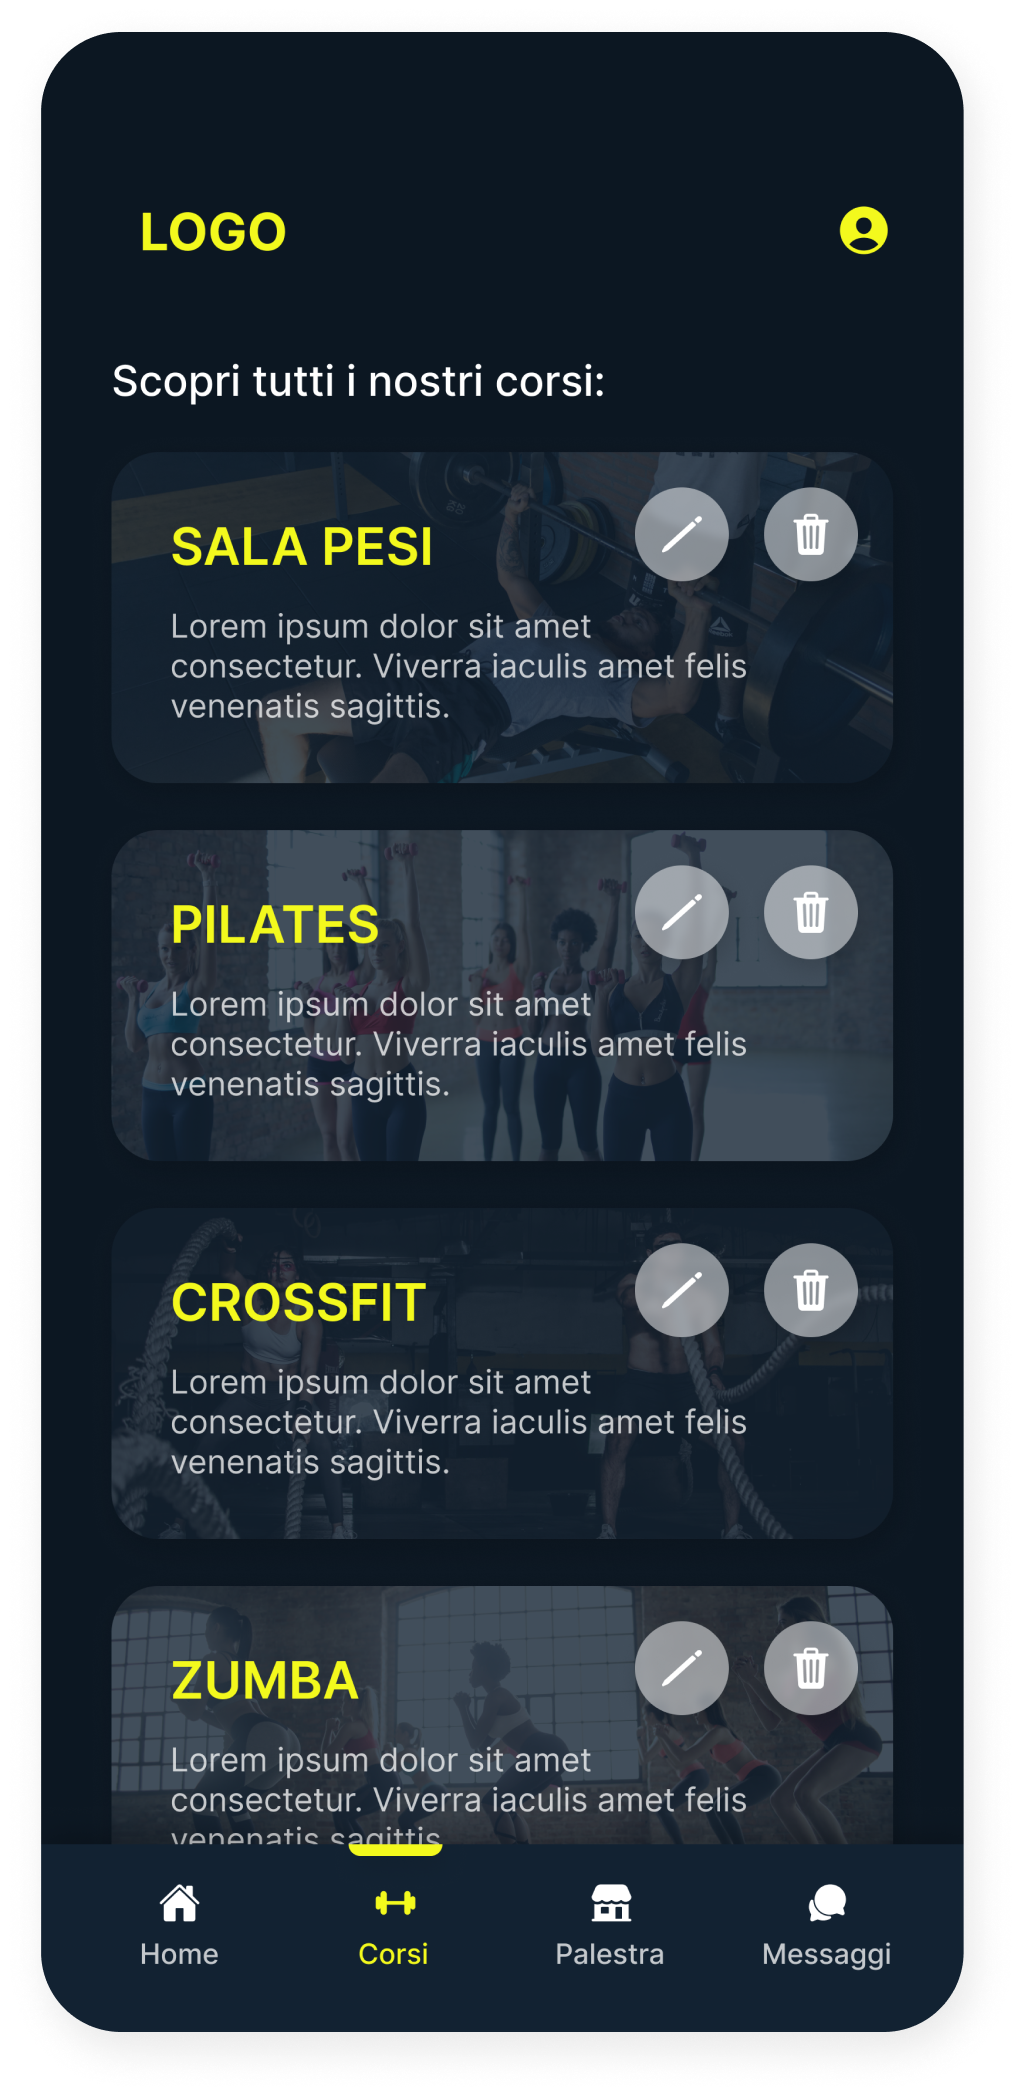 LOGO
Scopri tutti i nostri corsi:
SALA PESI
Lorem ipsum dolor sit amet
consectetur. Viverra iaculis amet felis
venenatis sagittis.
PILATES
Lorem ipsum dolor sit amet
consectetur. Viverra iaculis amet felis
venenatis sagittis.
CROSSFIT
Lorem ipsum dolor sit amet
consectetur. Viverra iaculis amet felis
venenatis sagittis.
ZUMBA
Lorem ipsum dolor sit amet
consectetur. Viverra iaculis amet felis
venenatis sagittis
Home
Corsi
Palestra
Messaggi